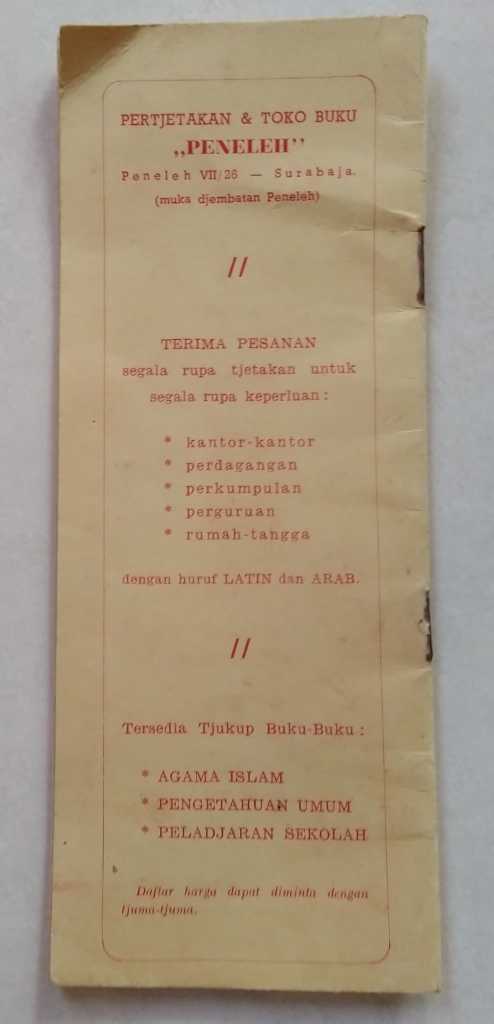 PERTJETAKAN & TOKO BUKU
„PENELEH”
Peneleh VII/26 — Surabaja.
(muka djembatan Peneleh)
//
TERIMA PESANAN
segala rupa tjetakan untuk
segala rupa keperluan :
* kantor-kantor
* perdagangan
* perkumpulan
* perguruan
* rumah-tangga
dengan huruf LATIN dan ARAB.
//
Tersedia Tjukup Buku-Buku :
* AGAMA ISLAM
* PENGETAHUAN UMUM
* PELADJARAN SEKOLAH
Daftar harga dapat diminta dengan
tjuma-tjuma.